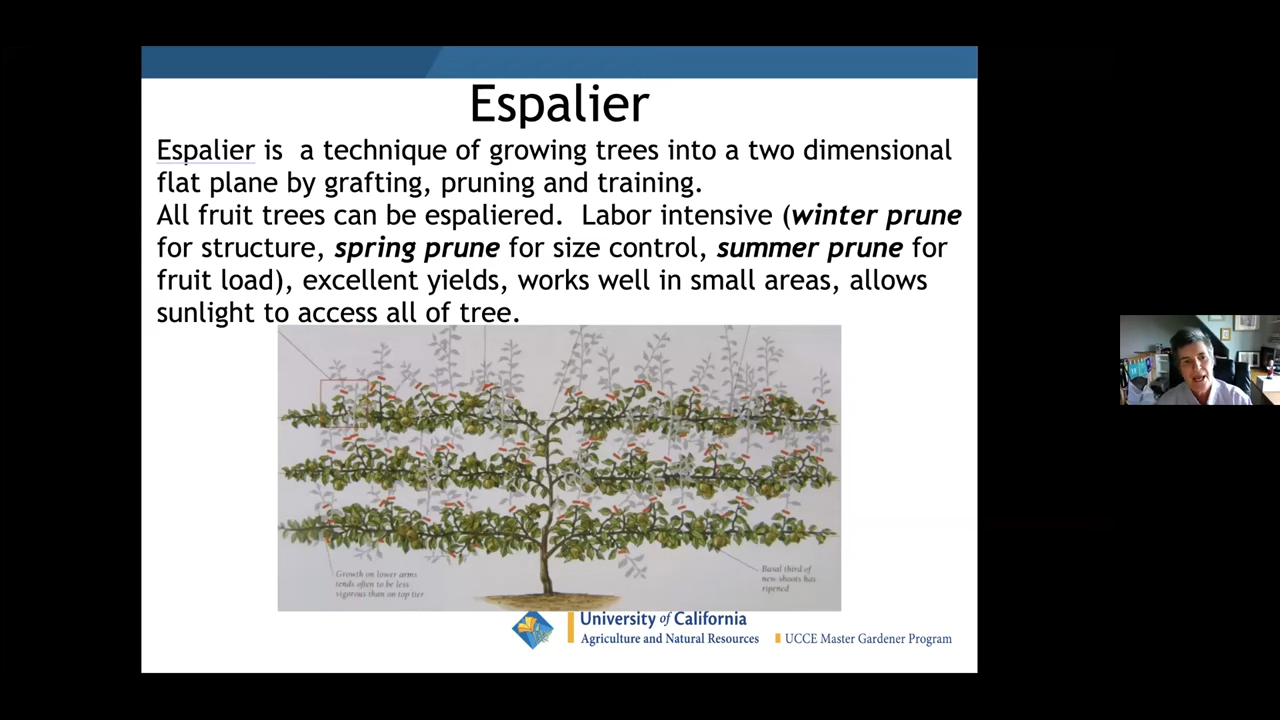 Espalier
Espalier is a technique of growing trees into a two dimensional
flat plane by grafting, pruning and training.
All fruit trees can be espaliered. Labor intensive (winter prune
for structure, spring prune for size control, summer prune for
fruit load), excellent yields, works well in small areas, allows
sunlight to access all of tree.
Growth on lower arms
tends often to be less
vigorous than on top tier
Basal third of
new shoots has
ripened
University of California
Agriculture and Natural Resources
UCCE Master Gardener Program